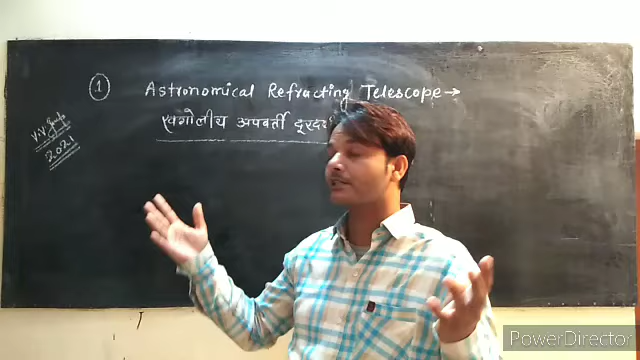 1 Astronomical Refracting Telescope →
खगोलीय अपवर्ती
2021
PowerDirector